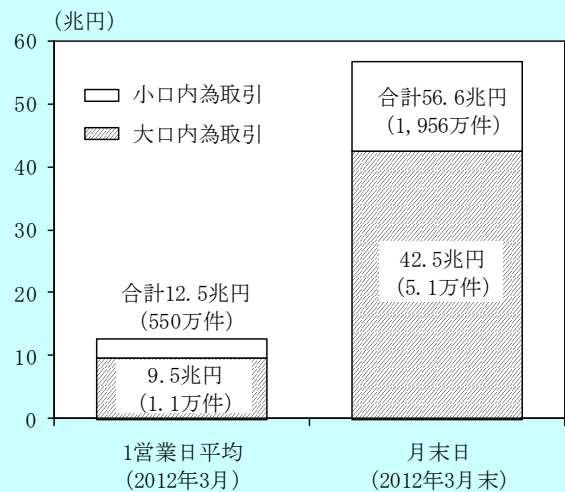 (兆円)
60
50
40
30
20
10
0
小口内為取引
大口内為取引
合計12.5兆円
(550万件)
9.5兆円
(1.1万件)
合計56.6兆円
(1,956万件)
42.5兆円
(5.1万件)
1営業日平均
(2012年3月)
月末日
(2012年3月末)